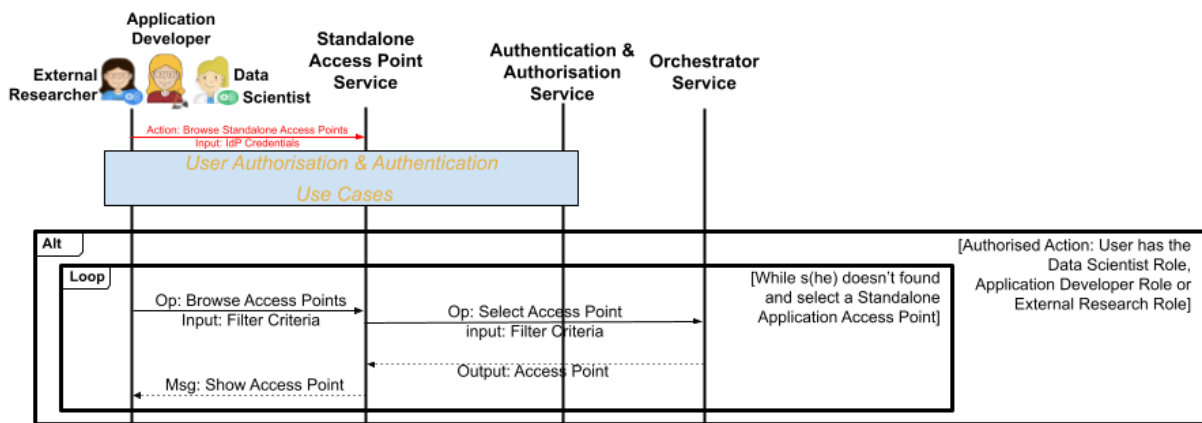 Application
Developer
External
Researcher
Data
Scientist
Standalone
Access Point
Service
Authentication &
Authorisation
Service
Orchestrator
Service
Action: Browse Standalone Access Points
Input: IdP Credentials
User Authorisation & Authentication
Use Cases
Alt
[Authorised Action: User has the
Data Scientist Role,
Application Developer Role or
External Research Role]
Loop
[While s(he) doesn't found
and select a Standalone
Application Access Point]
Op: Browse Access Points
Input: Filter Criteria
Op: Select Access Point
input: Filter Criteria
Output: Access Point
Msg: Show Access Point